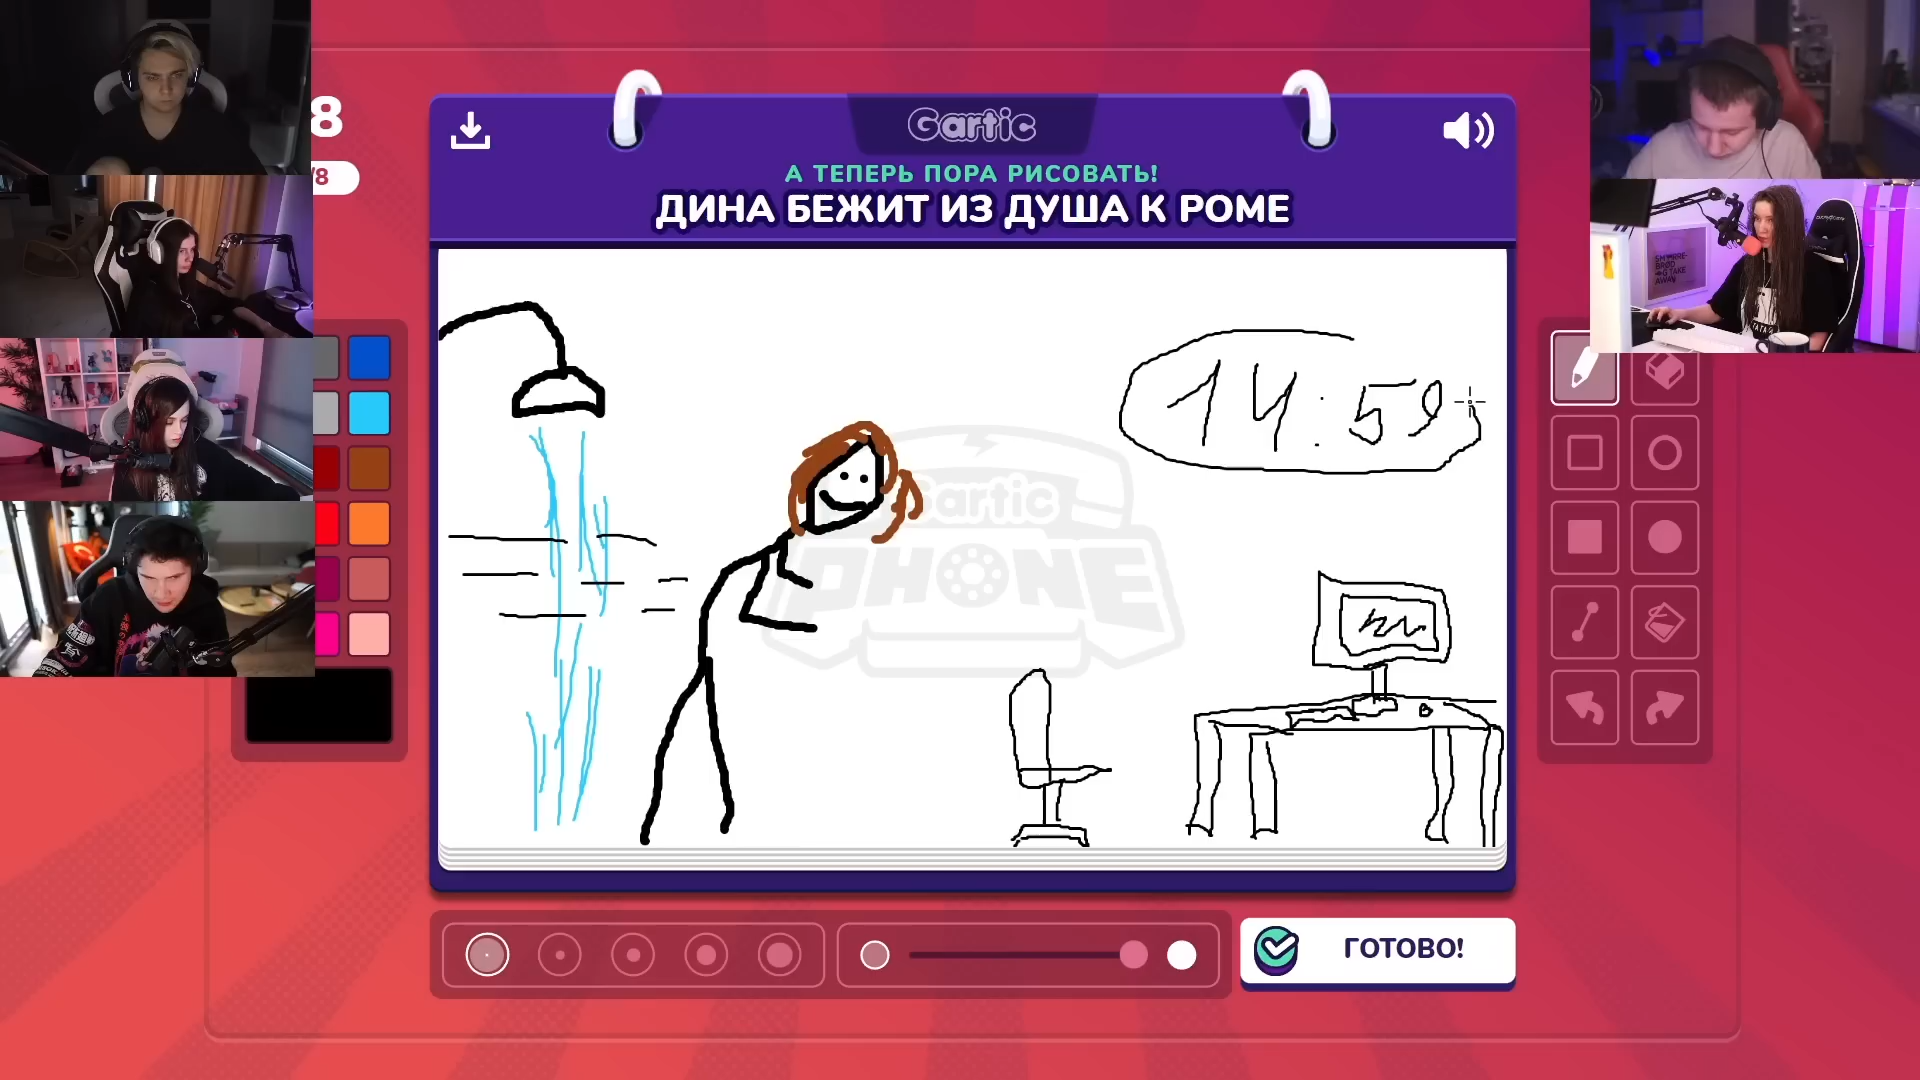 8
/8
Gartic
А ТЕПЕРЬ ПОРА РИСОВАТЬ!
ДИНА БЕЖИТ ИЗ ДУША К РОМЕ
14:59
Gartic
PHONE
ГОТОВО!